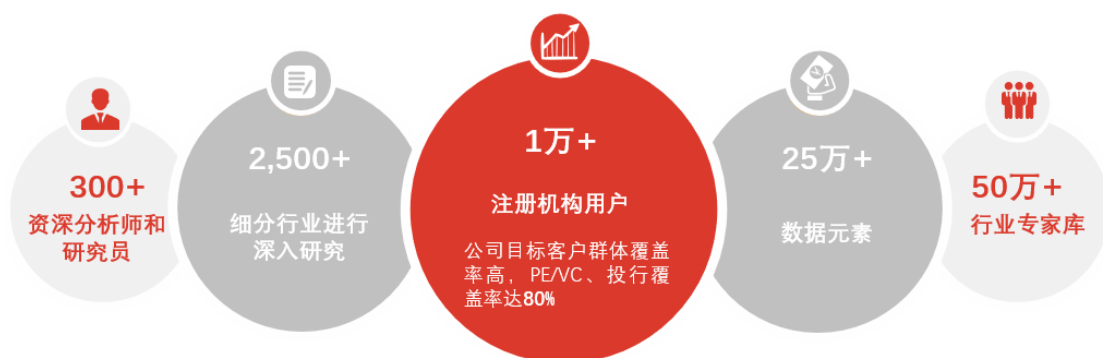 300+
资深分析师和
研究员
2,500+
细分行业进行
深入研究
1万+
注册机构用户
公司目标客户群体覆盖
率高，PE/VC、投行覆
盖率达80%
25万+
数据元素
50万+
行业专家库